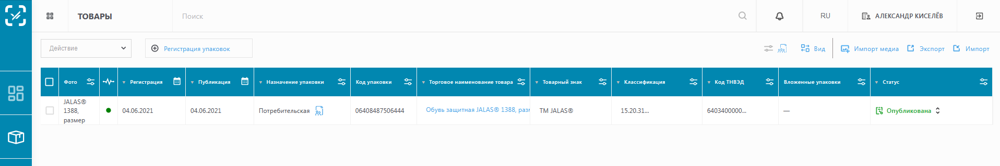 ТОВАРЫ
Поиск
RU
АЛЕКСАНДР КИСЕЛЁВ
Действие
Регистрация упаковок
Вид
Импорт медиа
Экспорт
Импорт
Фото
Регистрация
Публикация
Назначение упаковки
Код упаковки
Торговое наименование товара
Товарный знак
Классификация
Код ТНВЭД
Вложенные упаковки
Статус
JALAS®
1388,
размер
04.06.2021
04.06.2021
Потребительская
06408487506444
Обувь защитная JALAS® 1388, раз
ТМ JALAS®
15.20.31...
6403400000...
—
Опубликована